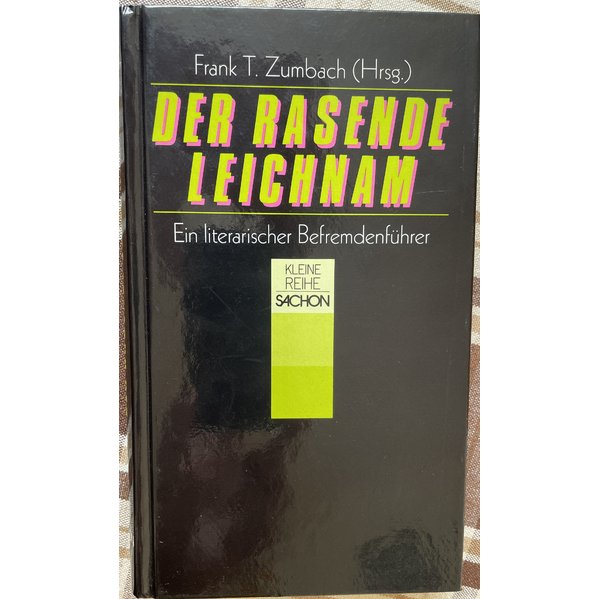 Frank T. Zumbach (Hrsg.)
DER RASENDE
LEICHNAM
Ein literarischer Befremdenführer
KLEINE
REIHE
SACHON